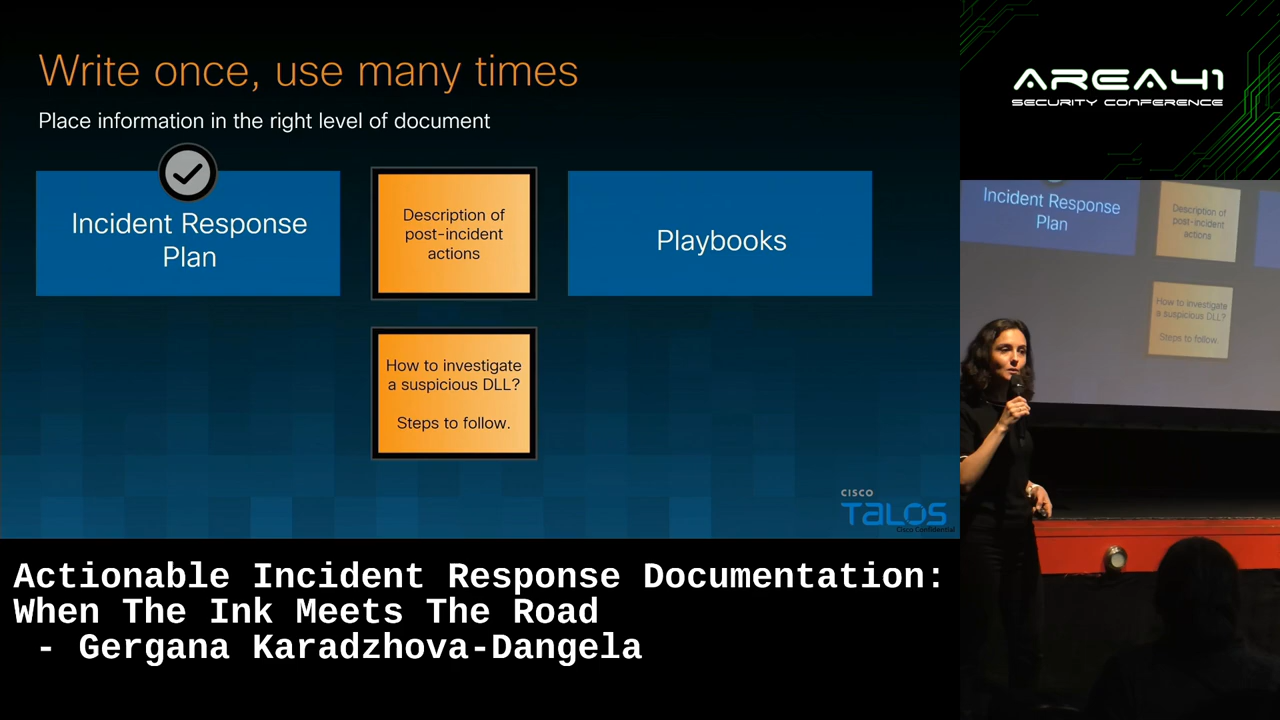 Write once, use many times
Place information in the right level of document
Incident Response
Plan
Description of
post-incident
actions
Playbooks
How to investigate
a suspicious DLL?
Steps to follow.
CISCO
TALOS
Cisco Confidential
AREA41
SECURITY CONFERENCE
Incident Response
Plan
Description of
post-incident
actions
How to investigate
a suspicious DLL?
Steps to follow.
Actionable Incident Response Documentation:
When The Ink Meets The Road
- Gergana Karadzhova-Dangela